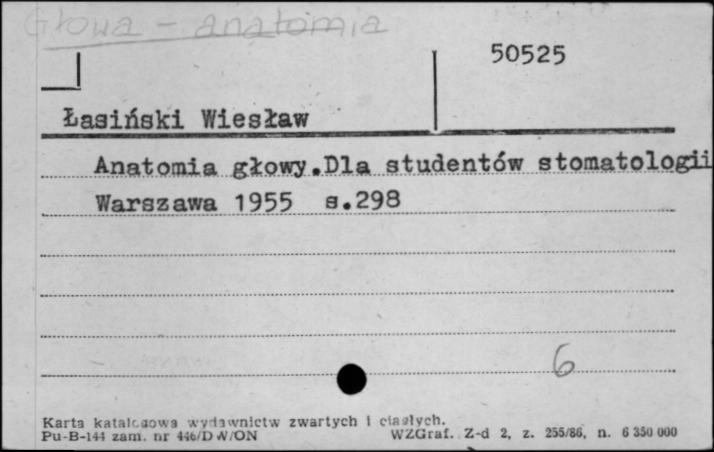 Głowa - anatomia
50525
Łasiński Wiesław
Anatomia głowy.Dla studentów stomatologii
Warszawa 1955 s.298
6
Karta katalogowa wydawnictw zwartych i ciągłych.
Pu-B-144 zam. nr 446/DW/ON WZGraf. Z-d 2, z. 255/86, n. 6 350 000